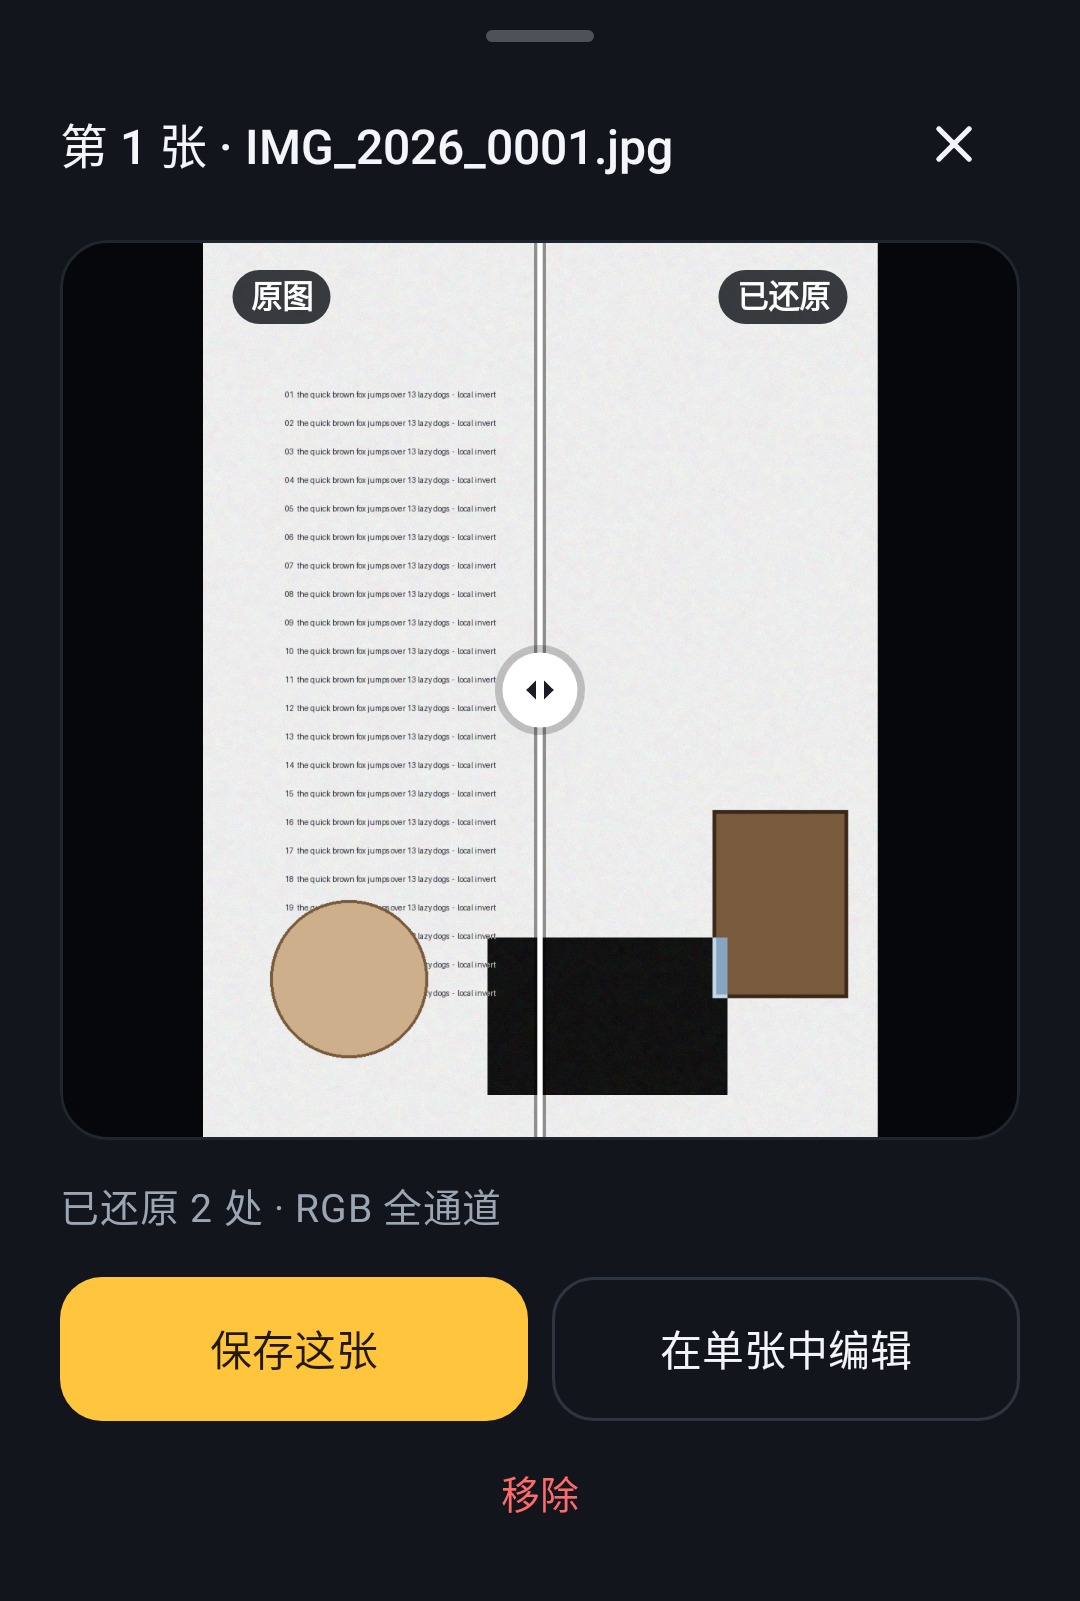 第 1 张 · IMG_2026_0001.jpg
原图
已还原
01 the quick brown fox jumps over 13 lazy dogs - local invert
02 the quick brown fox jumps over 13 lazy dogs - local invert
03 the quick brown fox jumps over 13 lazy dogs - local invert
04 the quick brown fox jumps over 13 lazy dogs - local invert
05 the quick brown fox jumps over 13 lazy dogs - local invert
06 the quick brown fox jumps over 13 lazy dogs - local invert
07 the quick brown fox jumps over 13 lazy dogs - local invert
08 the quick brown fox jumps over 13 lazy dogs - local invert
09 the quick brown fox jumps over 13 lazy dogs - local invert
10 the quick brown fox jumps over 13 lazy dogs - local invert
11 the quick brown fox jumps over 13 lazy dogs - local invert
12 the quick brown fox jumps over 13 lazy dogs - local invert
13 the quick brown fox jumps over 13 lazy dogs - local invert
14 the quick brown fox jumps over 13 lazy dogs - local invert
15 the quick brown fox jumps over 13 lazy dogs - local invert
16 the quick brown fox jumps over 13 lazy dogs - local invert
17 the quick brown fox jumps over 13 lazy dogs - local invert
18 the quick brown fox jumps over 13 lazy dogs - local invert
19 the over 13 lazy dogs - local invert
lazy dogs - local invert
dogs - local invert
dogs - local invert
已还原 2 处 · RGB 全通道
保存这张
在单张中编辑
移除